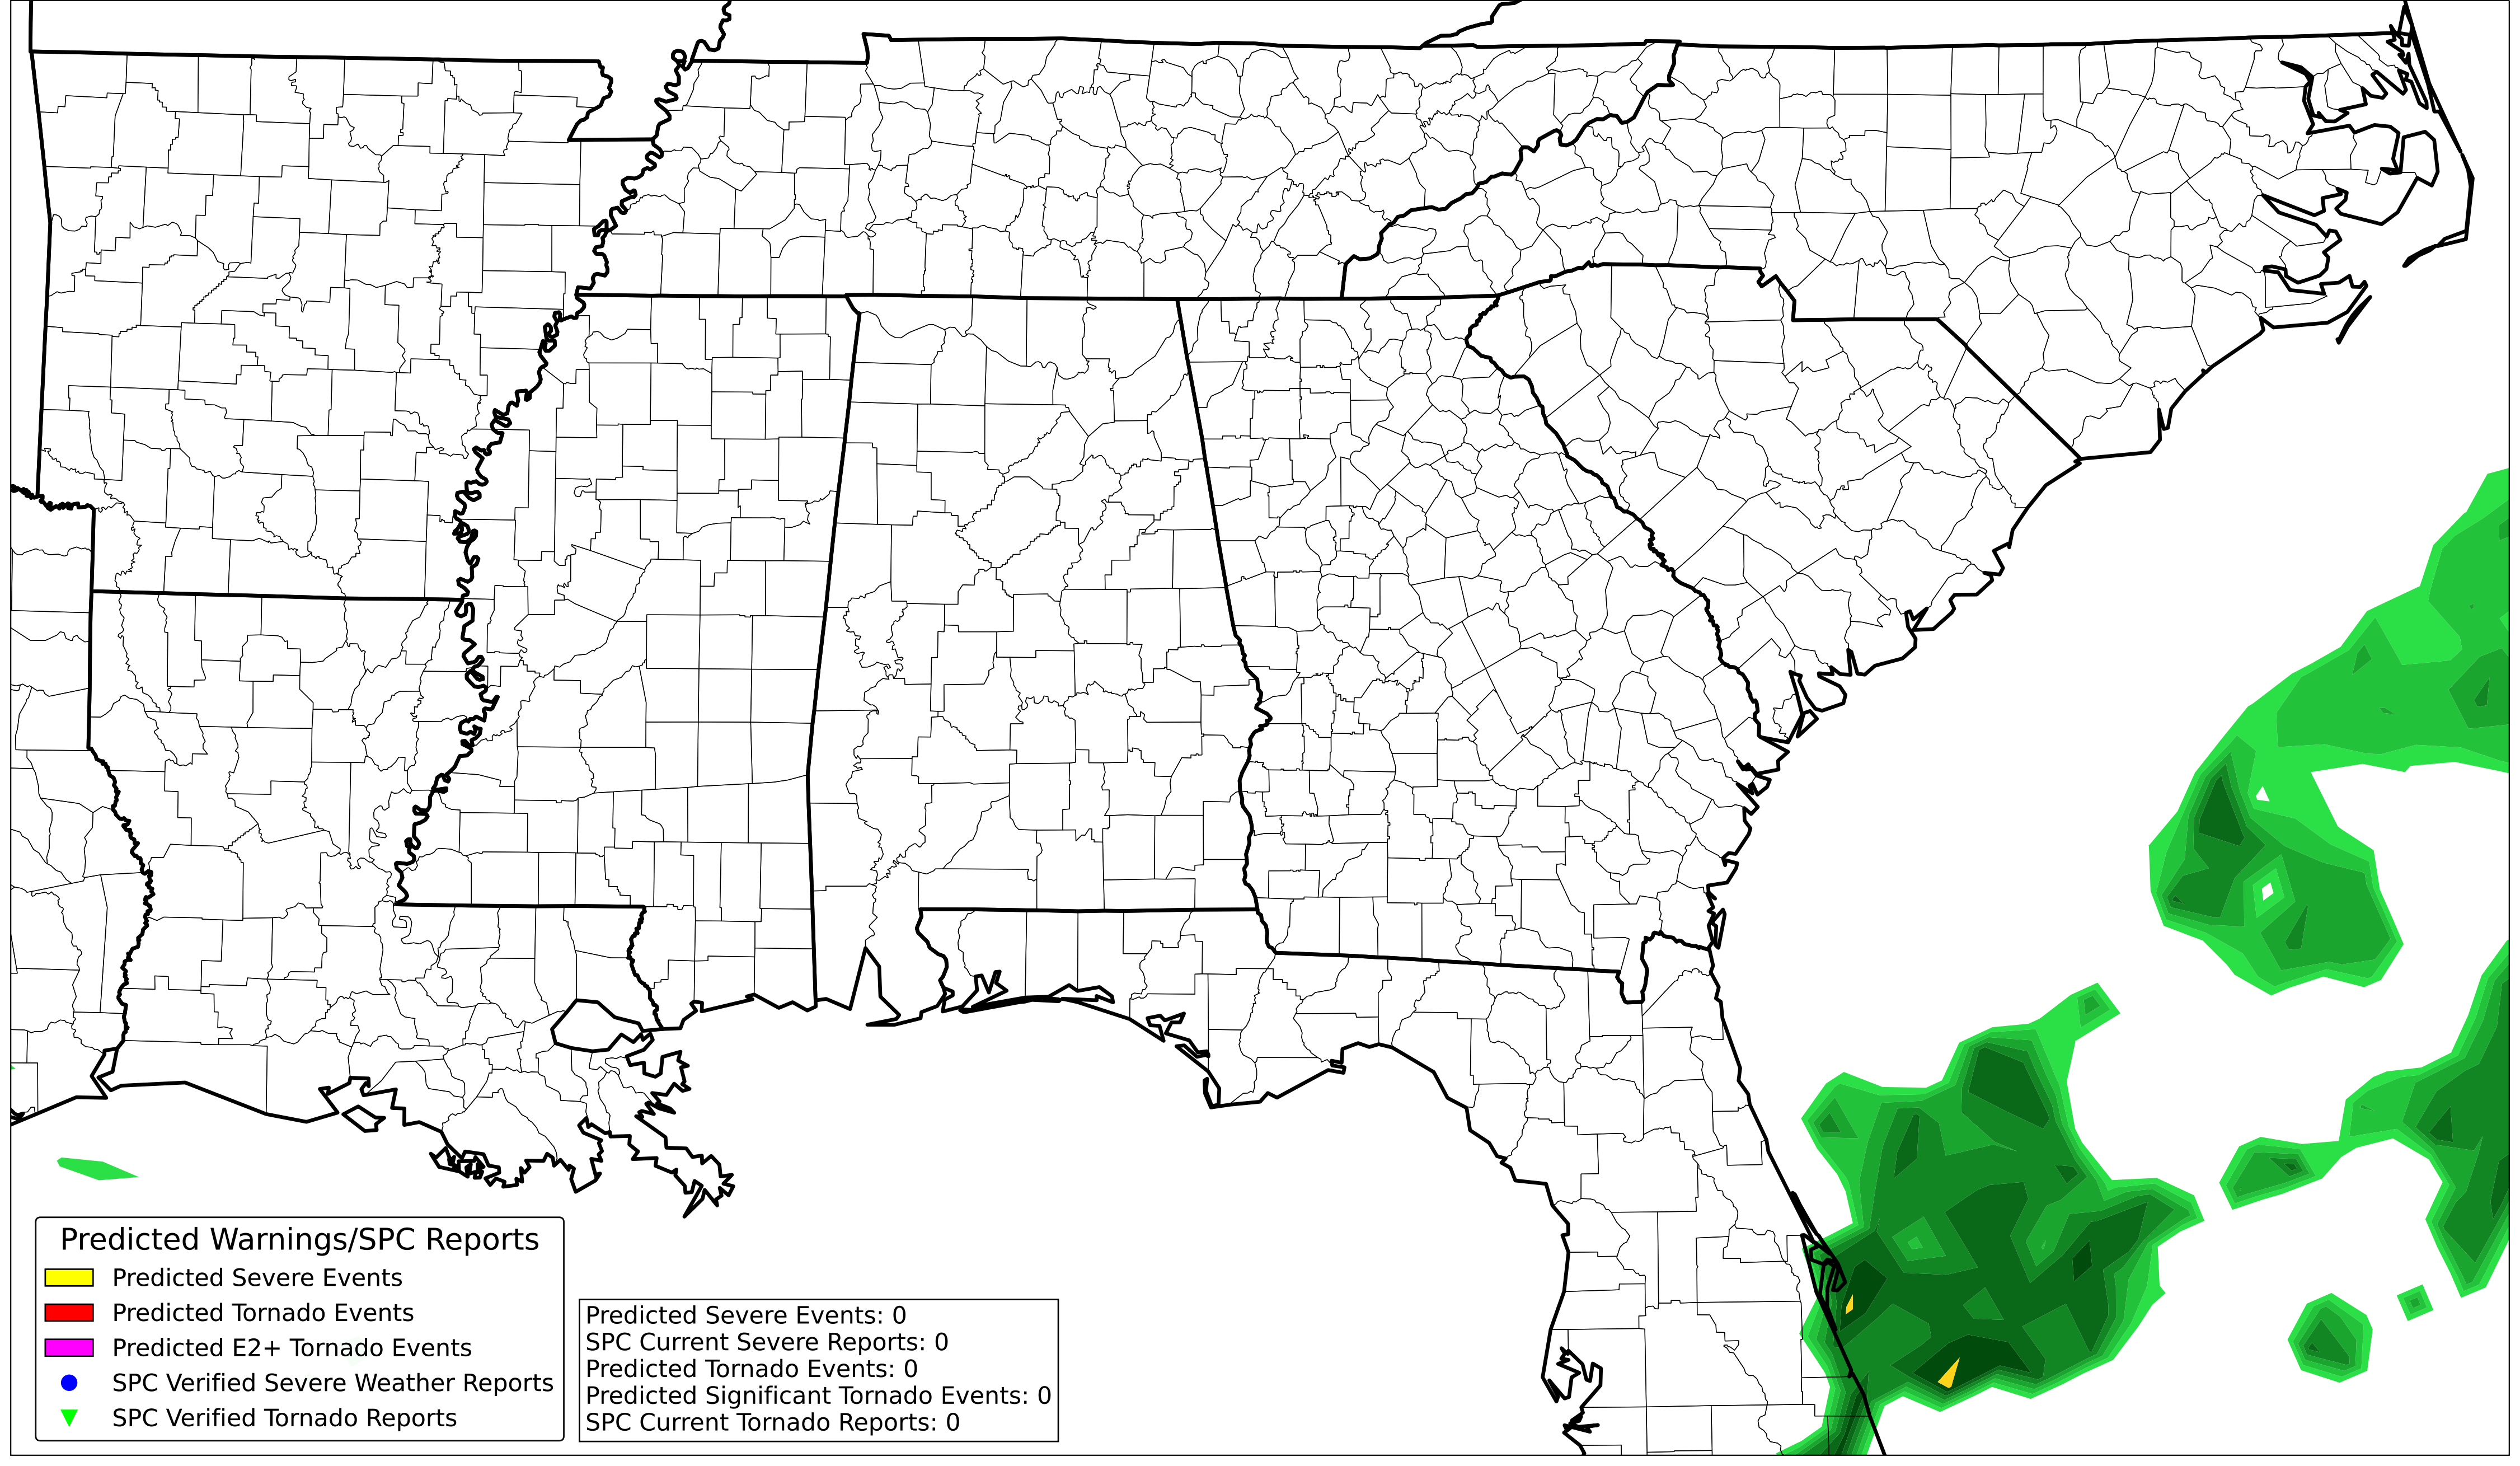 Predicted Warnings/SPC Reports
Predicted Severe Events
Predicted Tornado Events
Predicted E2+ Tornado Events
SPC Verified Severe Weather Reports
SPC Verified Tornado Reports
Predicted Severe Events: 0
SPC Current Severe Reports: 0
Predicted Tornado Events: 0
Predicted Significant Tornado Events: 0
SPC Current Tornado Reports: 0